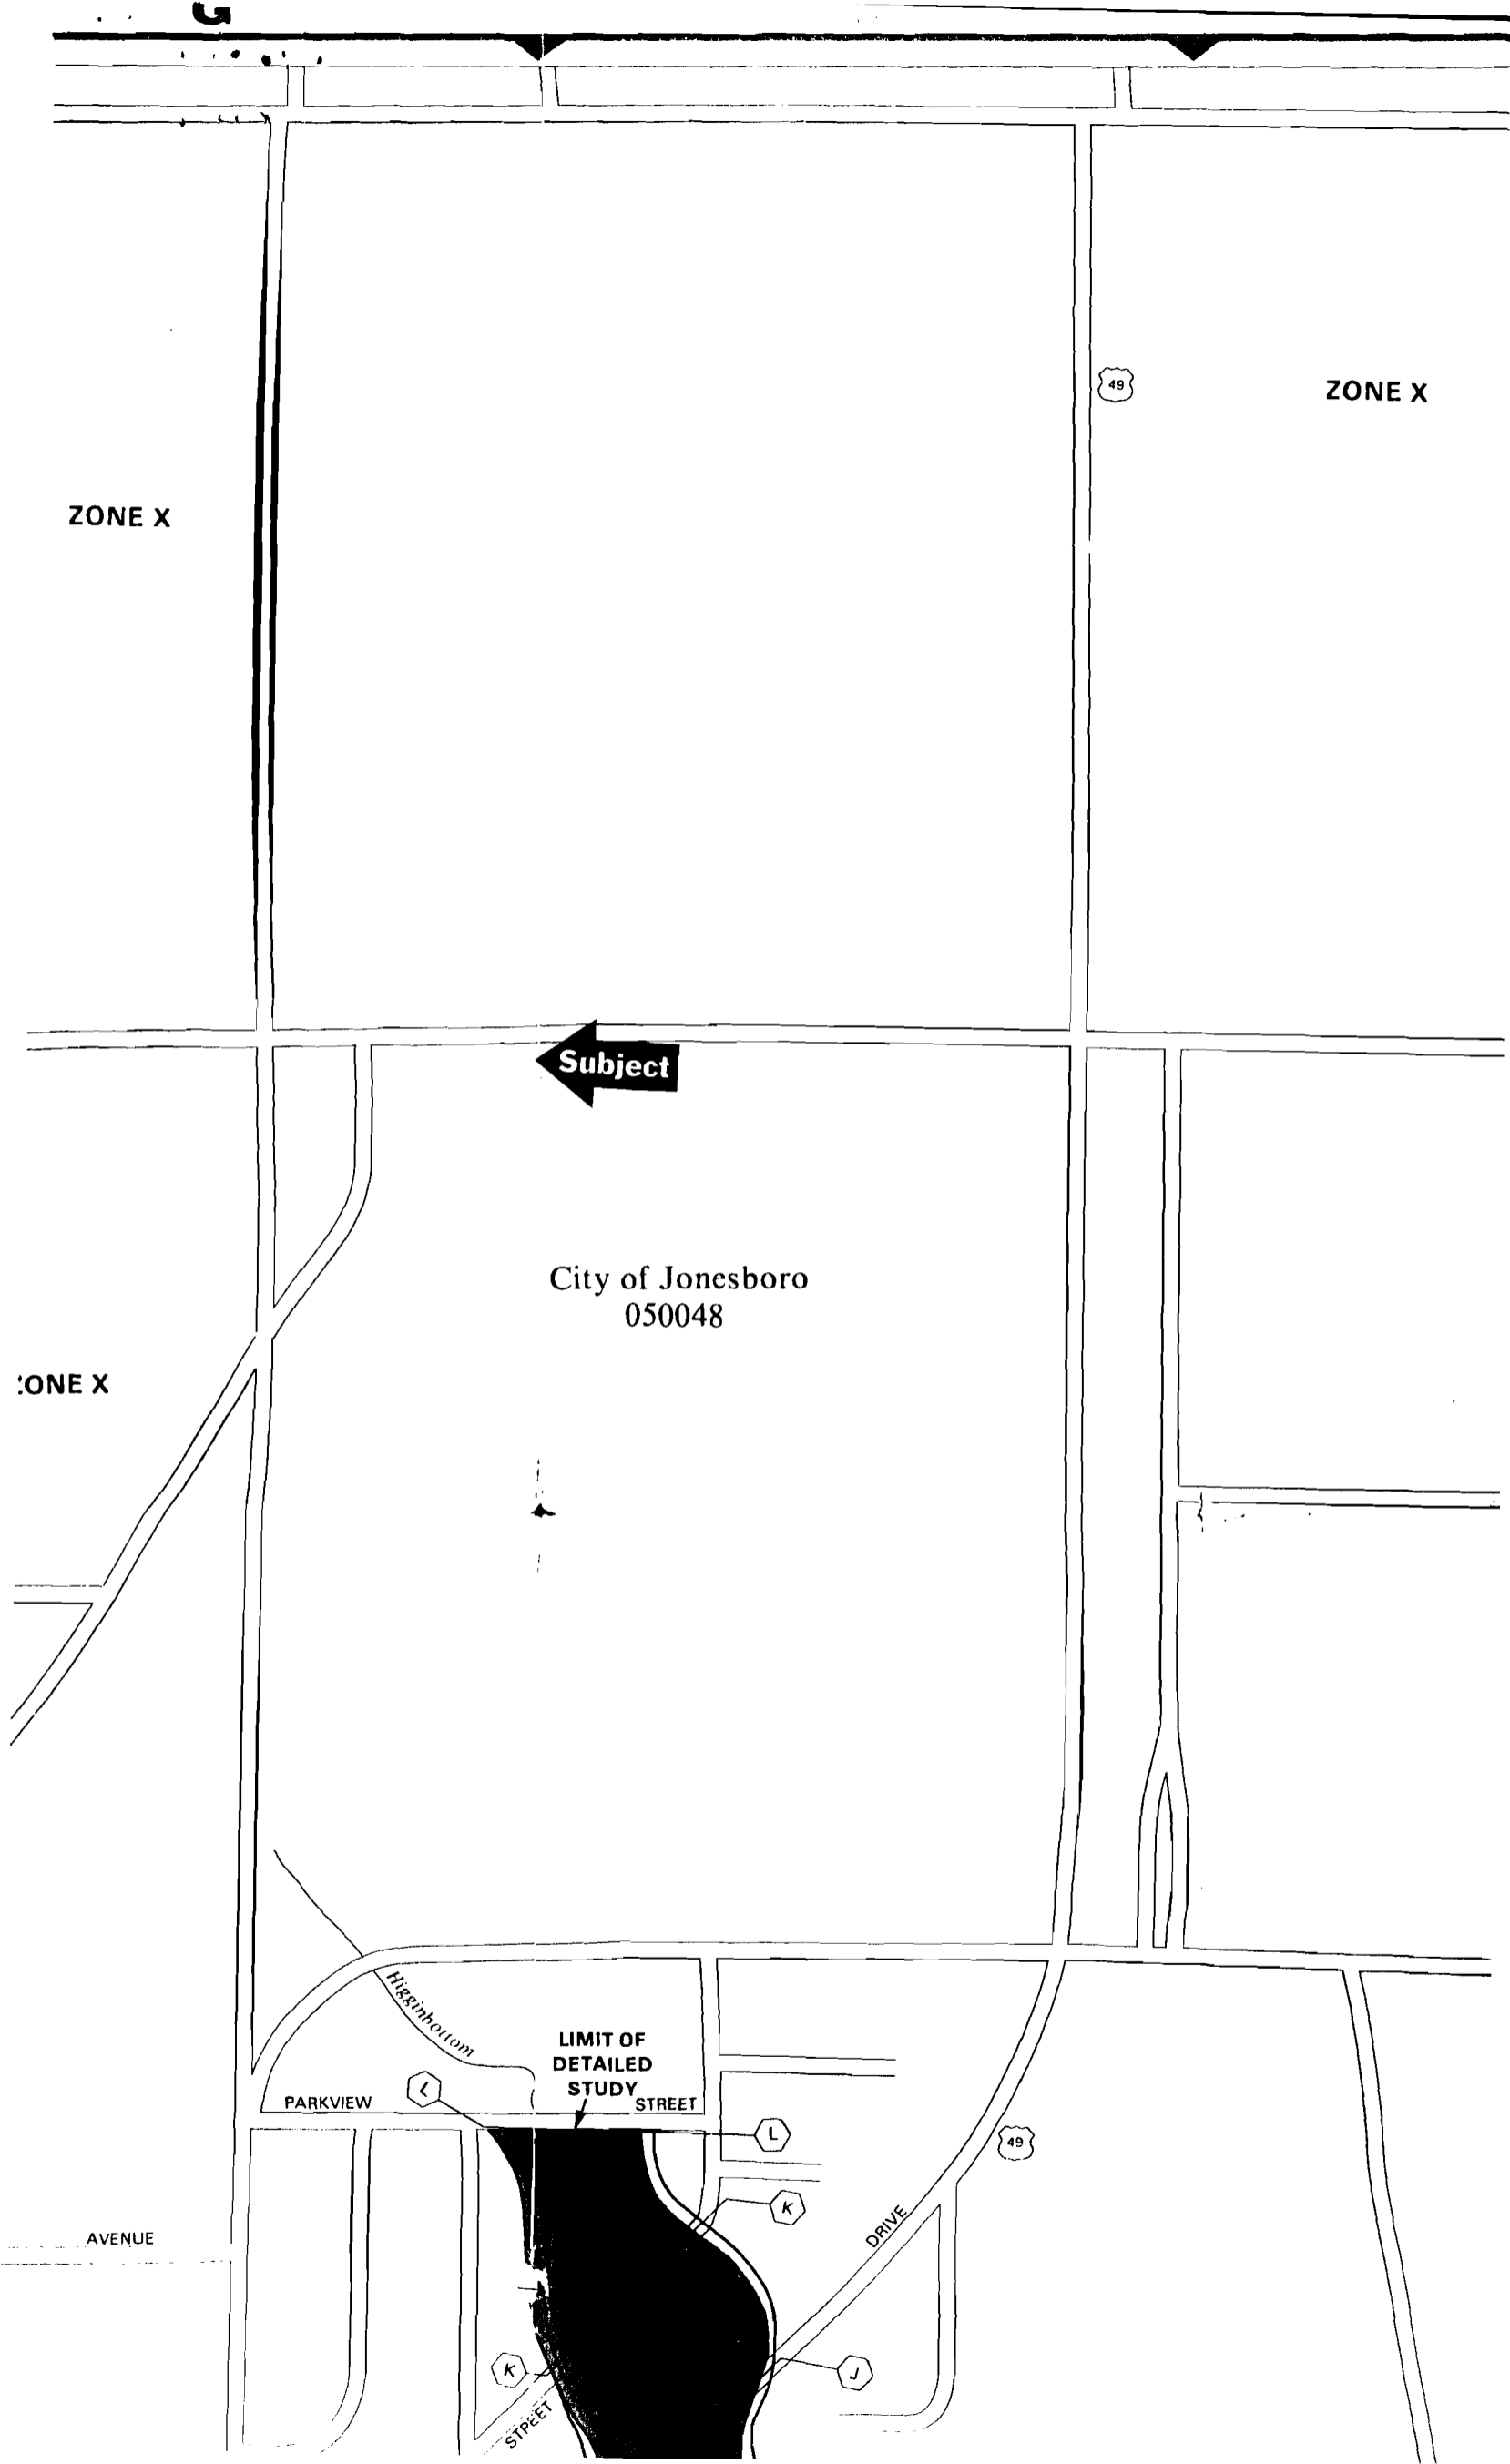 G
49
ZONE X
ZONE X
Subject
City of Jonesboro
050048
ONE X
Higginbottom
LIMIT OF
DETAILED
STUDY
PARKVIEW
STREET
L
L
49
K
DRIVE
AVENUE
K
J
STREET